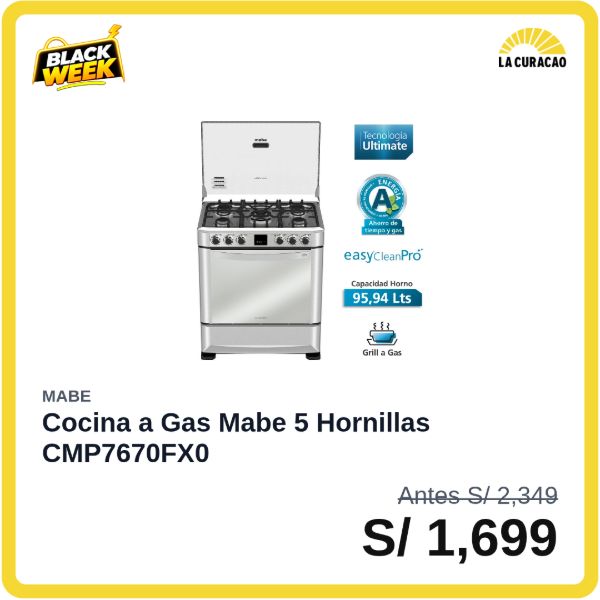 BLACK
WEEK
LA CURACAO
mabe
Tecnología
Ultimate
ENERGÍA
A
Ahorro de
tiempo y gas
easyCleanPro
Capacidad Horno
95,94 Lts
Grill a Gas
MABE
Cocina a Gas Mabe 5 Hornillas
CMP7670FX0
Antes S/ 2,349
S/ 1,699